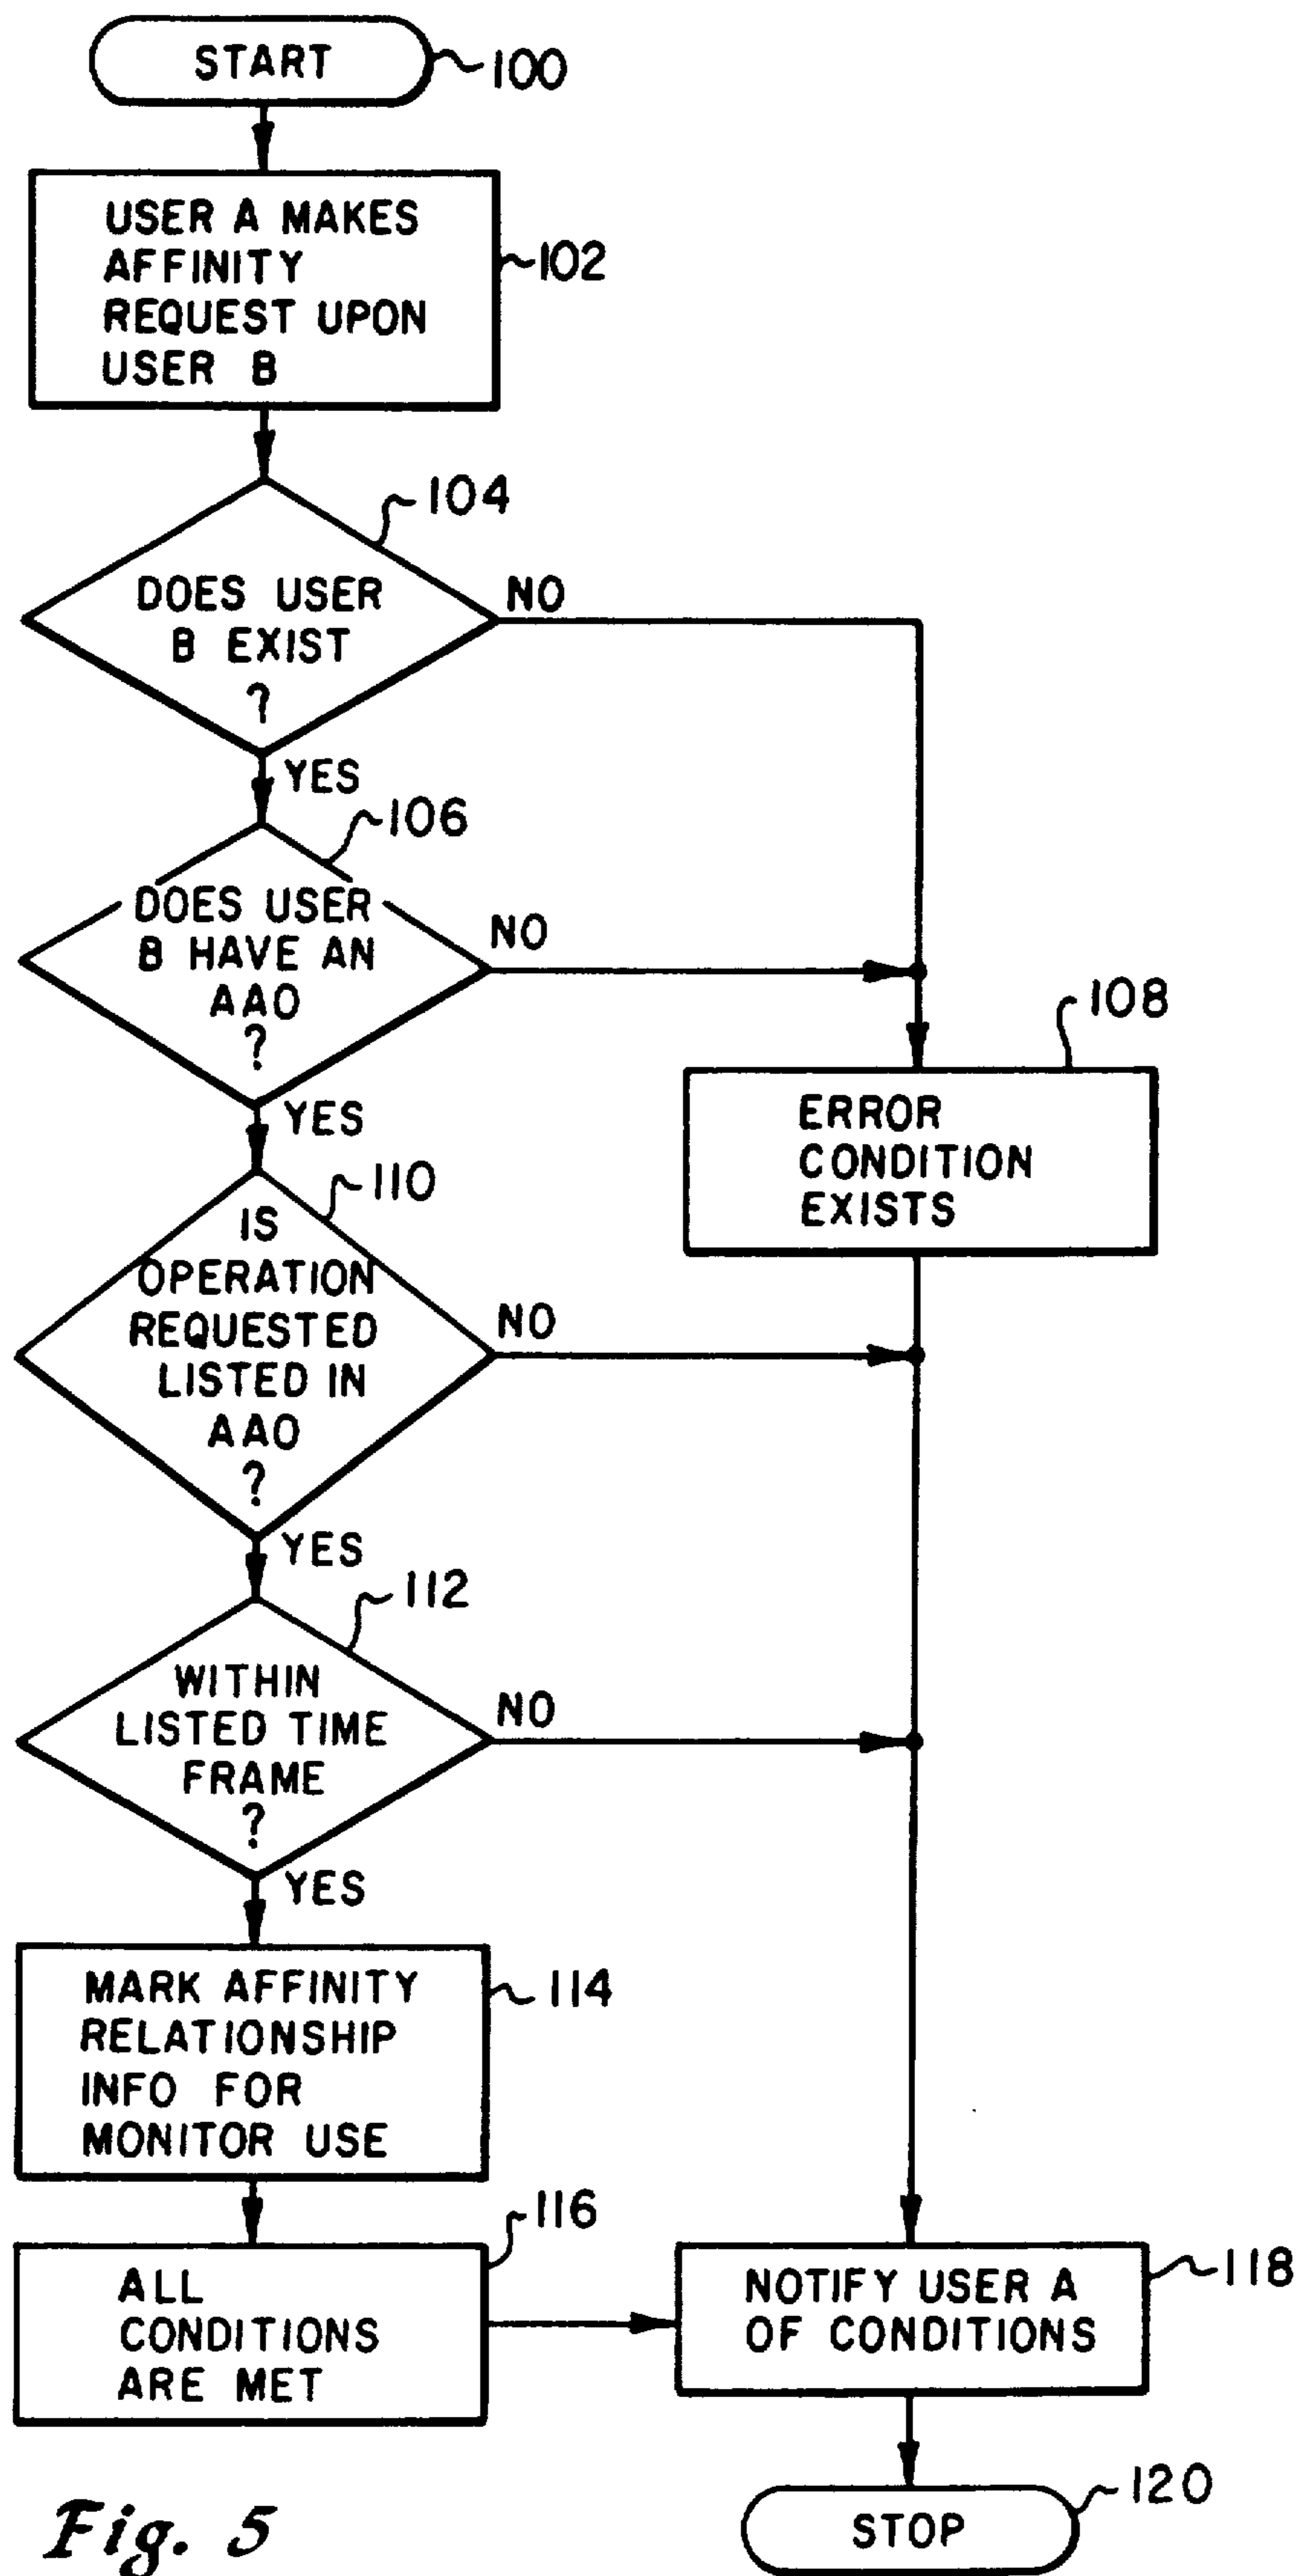 START
100
USER A MAKES
AFFINITY
REQUEST UPON
USER B
102
104
DOES USER
B EXIST
?
NO
YES
106
DOES USER
B HAVE AN
AAO
?
NO
YES
108
ERROR
CONDITION
EXISTS
110
IS
OPERATION
REQUESTED
LISTED IN
AAO
?
NO
YES
112
WITHIN
LISTED TIME
FRAME
?
NO
YES
MARK AFFINITY
RELATIONSHIP
INFO FOR
MONITOR USE
114
116
ALL
CONDITIONS
ARE MET
NOTIFY USER A
OF CONDITIONS
118
STOP
120
Fig. 5